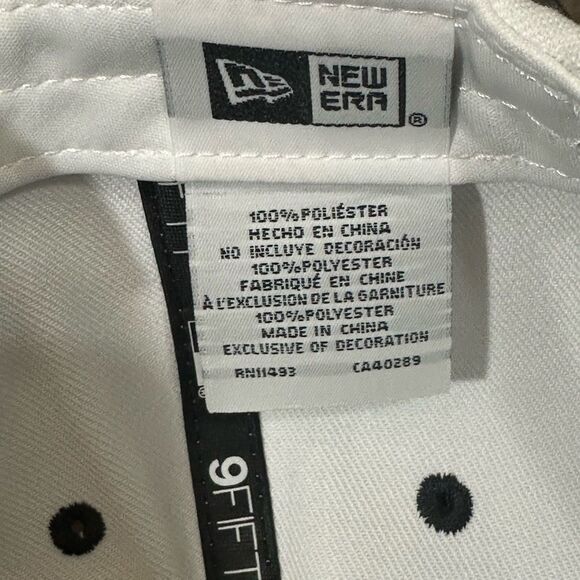 NEW
ERA
®
100%POLIÉSTER
HECHO EN CHINA
NO INCLUYE DECORACIÓN
100%POLYESTER
FABRIQUÉ EN CHINE
À L'EXCLUSION DE LA GARNITURE
100%POLYESTER
MADE IN CHINA
EXCLUSIVE OF DECORATION
RN11493 CA40289
®
9FIFT